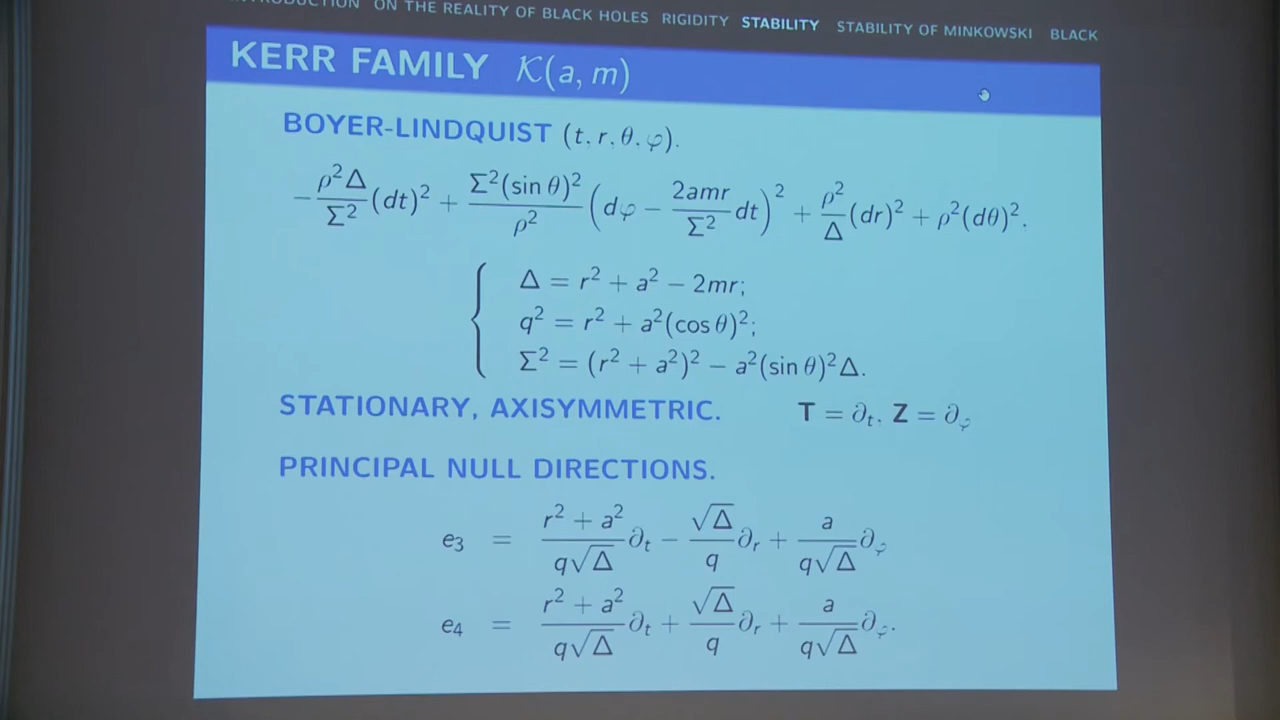 ON THE REALITY OF BLACK HOLES RIGIDITY STABILITY STABILITY OF MINKOWSKI BLACK
KERR FAMILY 𝒦(a, m)
BOYER-LINDQUIST (t, r, θ, φ).
−ρ²Δ/Σ² (dt)² + Σ²(sin θ)²/ρ² (dφ − 2amr/Σ² dt)² + ρ²/Δ (dr)² + ρ²(dθ)².
Δ = r² + a² − 2mr;
q² = r² + a²(cos θ)²;
Σ² = (r² + a²)² − a²(sin θ)²Δ.
STATIONARY, AXISYMMETRIC. T = ∂ₜ, Z = ∂φ
PRINCIPAL NULL DIRECTIONS.
e₃ = (r² + a²)/(q√Δ) ∂ₜ − √Δ/q ∂ᵣ + a/(q√Δ) ∂φ
e₄ = (r² + a²)/(q√Δ) ∂ₜ + √Δ/q ∂ᵣ + a/(q√Δ) ∂φ.